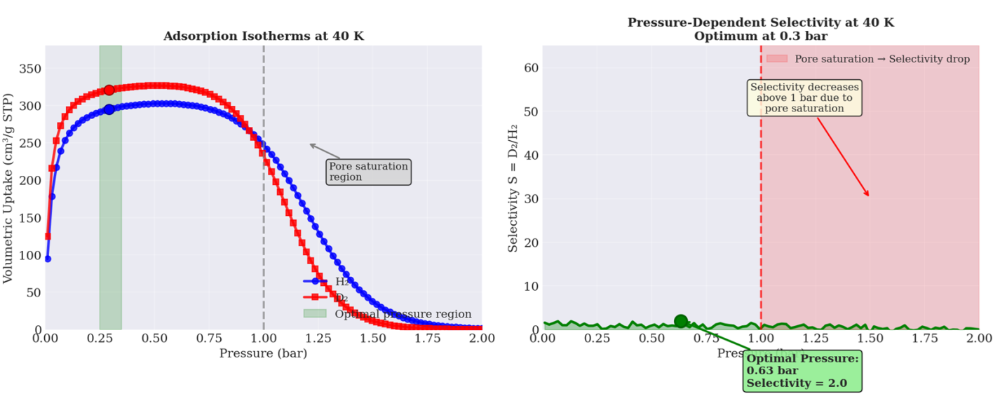 Adsorption Isotherms at 40 K
Volumetric Uptake (cm³/g STP)
350
300
250
200
150
100
50
0
Pore saturation
region
H₂
D₂
Optimal pressure region
0.00 0.25 0.50 0.75 1.00 1.25 1.50 1.75 2.00
Pressure (bar)
Pressure-Dependent Selectivity at 40 K
Optimum at 0.3 bar
Selectivity S = D₂/H₂
60
50
40
30
20
10
0
Pore saturation → Selectivity drop
Selectivity decreases
above 1 bar due to
pore saturation
0.00 0.25 0.50 0.75 1.00 1.25 1.50 1.75 2.00
Pressure (bar)
Optimal Pressure:
0.63 bar
Selectivity = 2.0